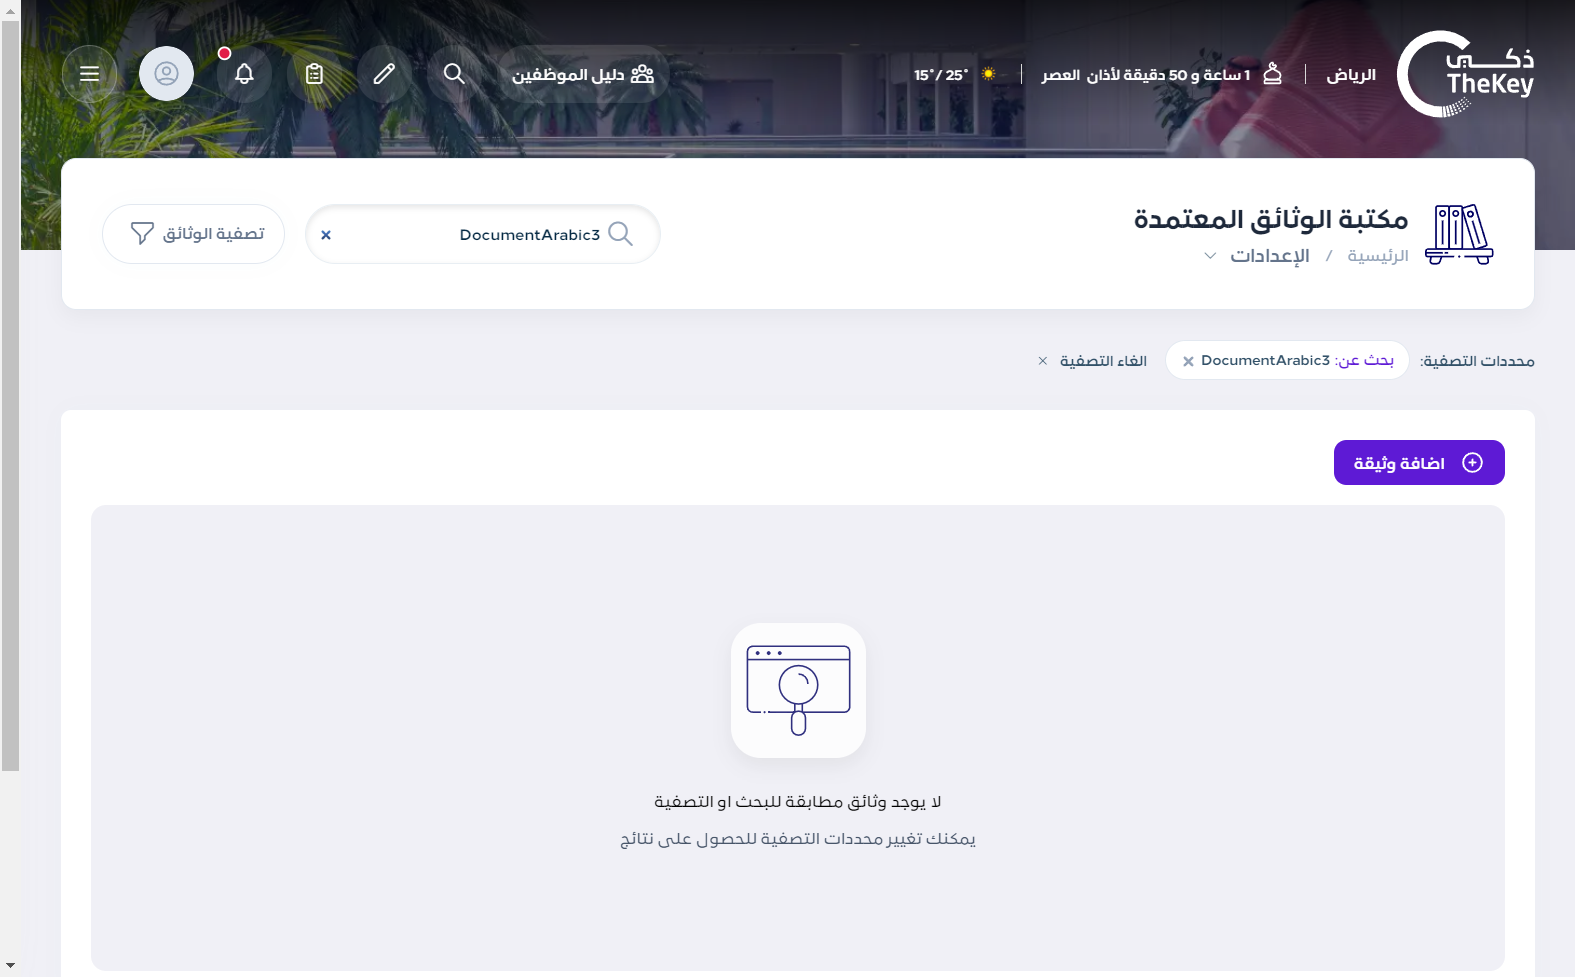 ذكي
TheKey
الرياض
1 ساعة و 50 دقيقة لأذان العصر
15°/ 25°
دليل الموظفين
مكتبة الوثائق المعتمدة
الرئيسية / الإعدادات
DocumentArabic3
تصفية الوثائق
محددات التصفية:
بحث عن: DocumentArabic3
الغاء التصفية
اضافة وثيقة
لا يوجد وثائق مطابقة للبحث او التصفية
يمكنك تغيير محددات التصفية للحصول على نتائج